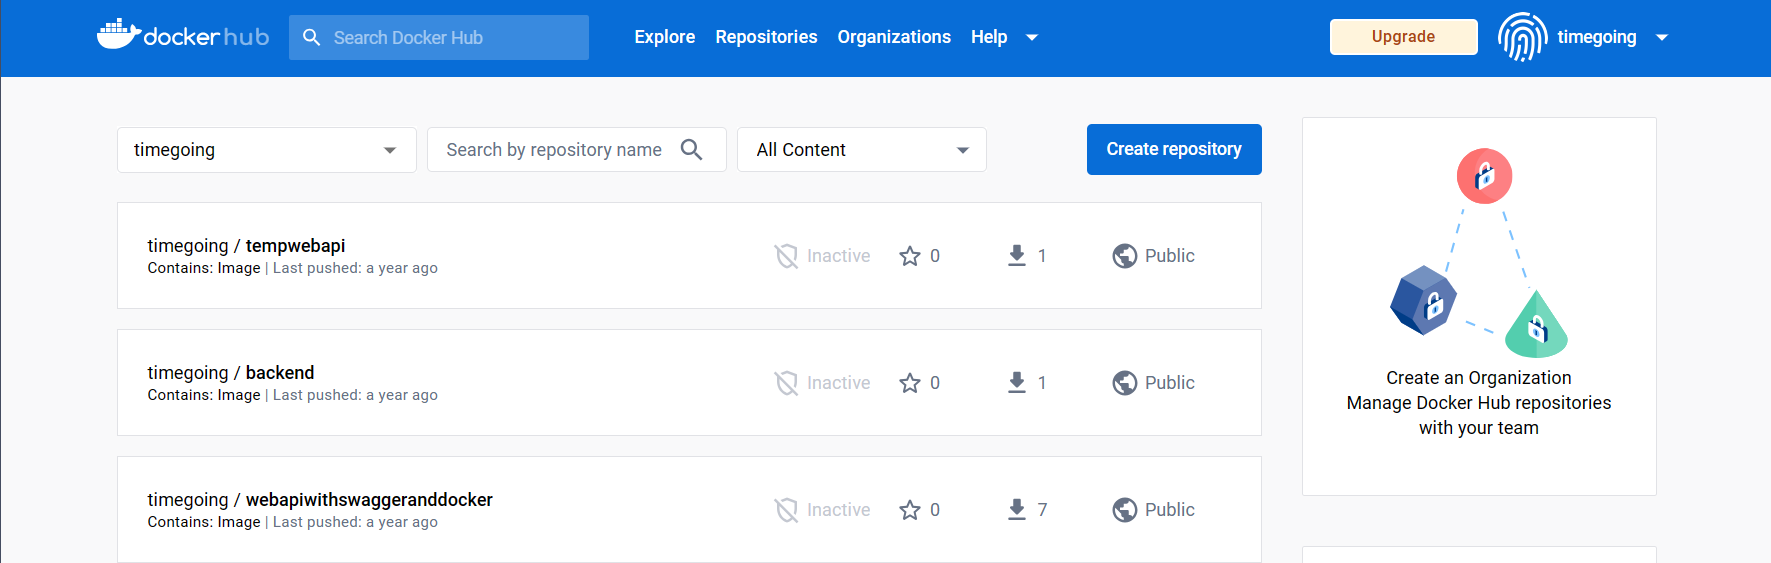 docker hub Search Docker Hub Explore Repositories Organizations Help Upgrade timegoing
timegoing Search by repository name All Content Create repository
timegoing / tempwebapi
Contains: Image | Last pushed: a year ago
Inactive 0 1 Public
timegoing / backend
Contains: Image | Last pushed: a year ago
Inactive 0 1 Public
timegoing / webapiwithswaggeranddocker
Contains: Image | Last pushed: a year ago
Inactive 0 7 Public
Create an Organization
Manage Docker Hub repositories
with your team